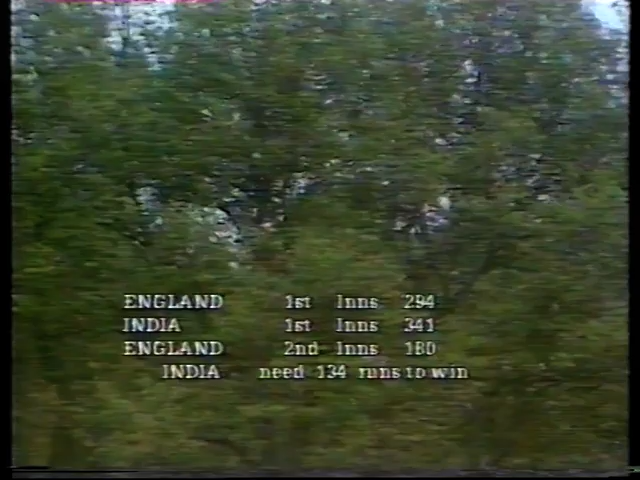 ENGLAND 1st Inns 294
INDIA 1st Inns 341
ENGLAND 2nd Inns 180
INDIA need 134 runs to win